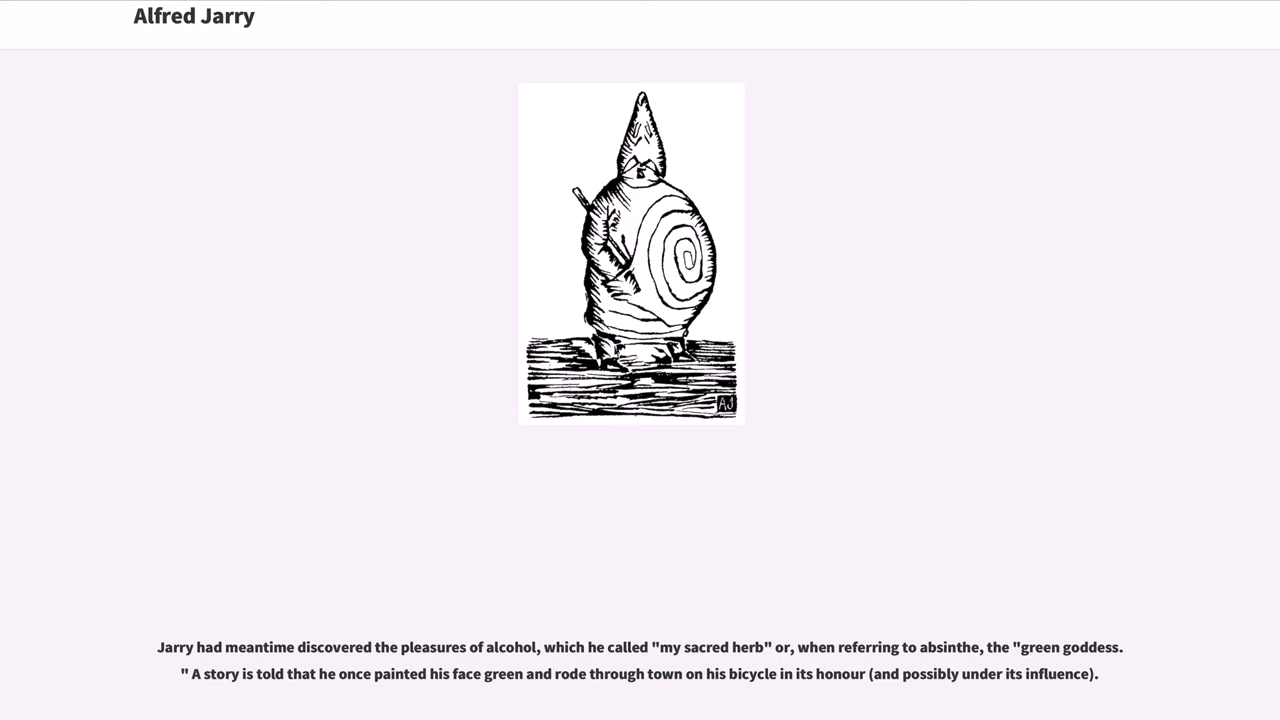 Alfred Jarry
AJ
Jarry had meantime discovered the pleasures of alcohol, which he called "my sacred herb" or, when referring to absinthe, the "green goddess.
" A story is told that he once painted his face green and rode through town on his bicycle in its honour (and possibly under its influence).